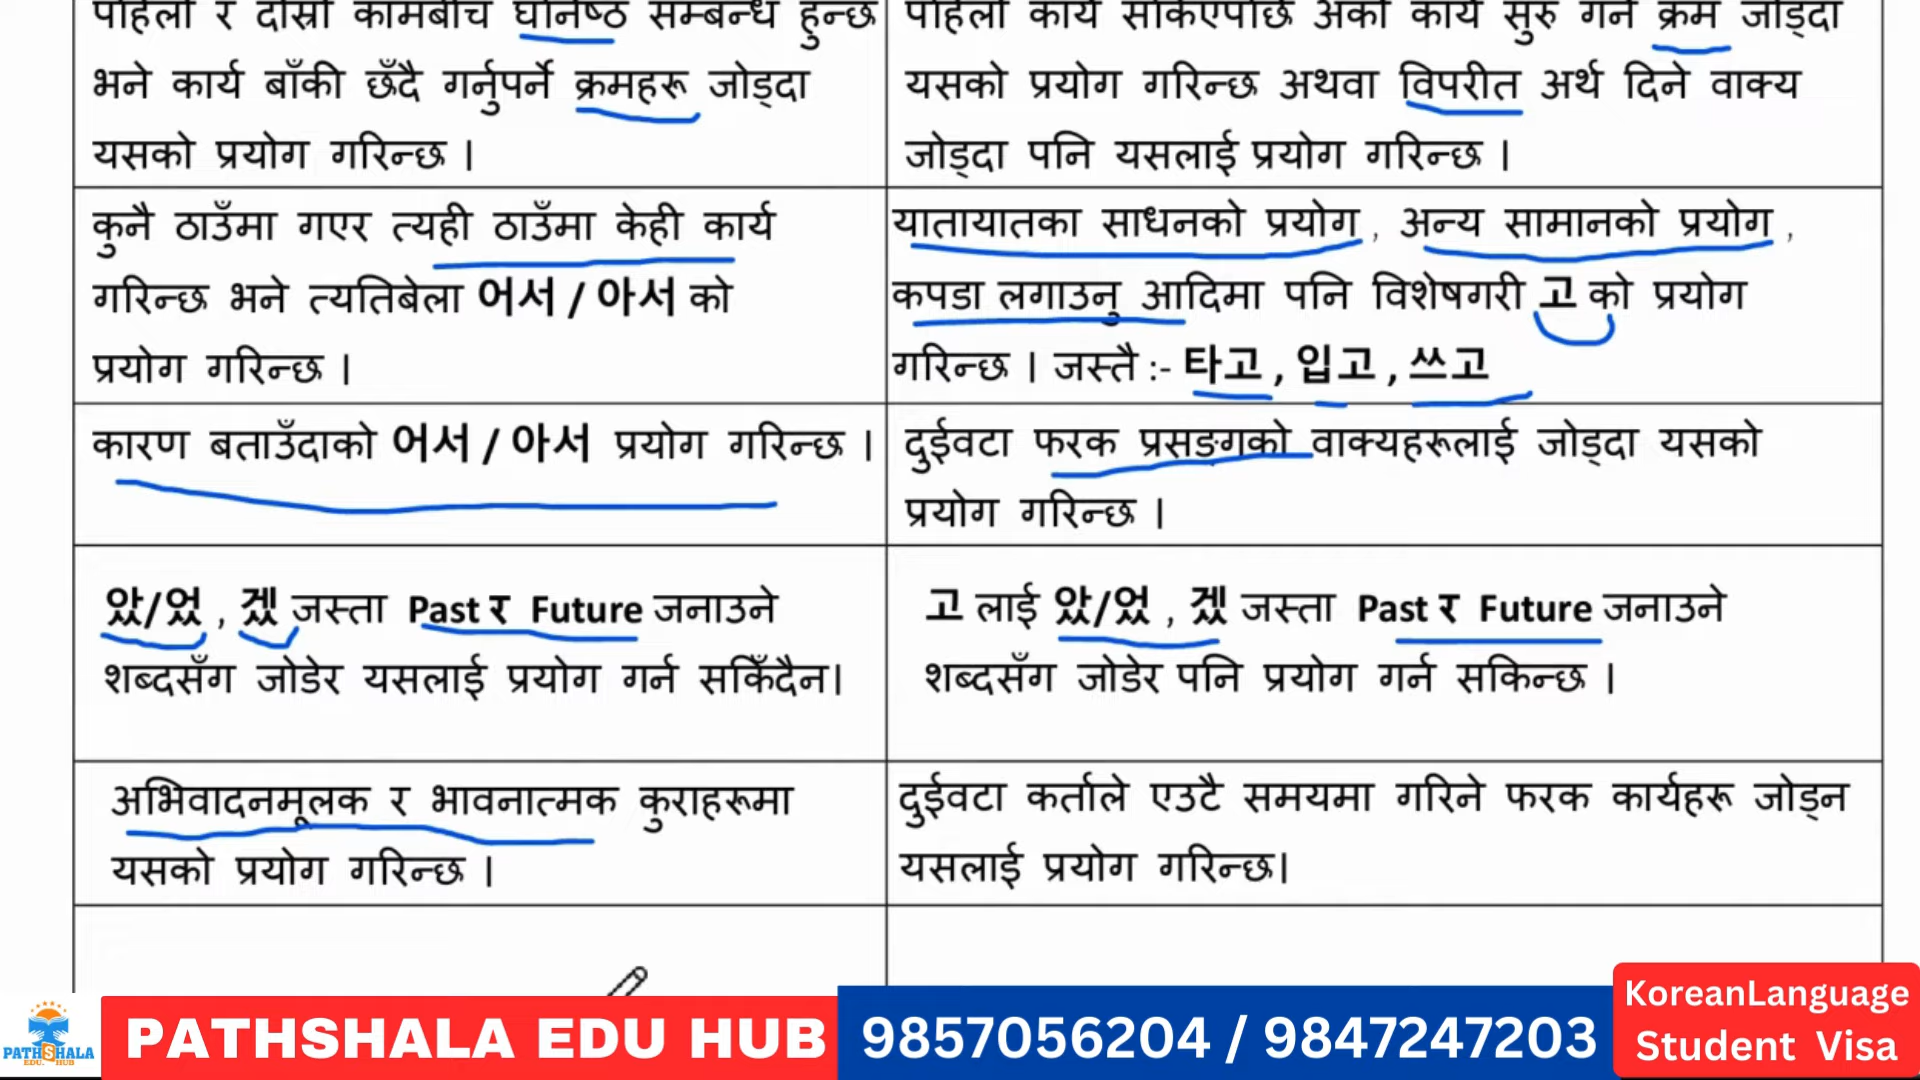 पहिलो र दोस्रो कामबीच घनिष्ठ सम्बन्ध हुन्छ
भने कार्य बाँकी छँदै गर्नुपर्ने क्रमहरू जोड्दा
यसको प्रयोग गरिन्छ ।
पहिलो कार्य सकिएपछि अर्को कार्य सुरु गर्ने क्रम जोड्दा
यसको प्रयोग गरिन्छ अथवा विपरीत अर्थ दिने वाक्य
जोड्दा पनि यसलाई प्रयोग गरिन्छ ।
कुनै ठाउँमा गएर त्यही ठाउँमा केही कार्य
गरिन्छ भने त्यतिबेला 어서 / 아서 को
प्रयोग गरिन्छ ।
यातायातका साधनको प्रयोग, अन्य सामानको प्रयोग,
कपडा लगाउनु आदिमा पनि विशेषगरी 고 को प्रयोग
गरिन्छ । जस्तै :- 타고 , 입고 , 쓰고
कारण बताउँदाको 어서 / 아서 प्रयोग गरिन्छ ।
दुईवटा फरक प्रसङ्गको वाक्यहरूलाई जोड्दा यसको
प्रयोग गरिन्छ ।
았/었 , 겠 जस्ता Past र Future जनाउने
शब्दसँग जोडेर यसलाई प्रयोग गर्न सकिँदैन।
고 लाई 았/었 , 겠 जस्ता Past र Future जनाउने
शब्दसँग जोडेर पनि प्रयोग गर्न सकिन्छ ।
अभिवादनमूलक र भावनात्मक कुराहरूमा
यसको प्रयोग गरिन्छ ।
दुईवटा कर्ताले एउटै समयमा गरिने फरक कार्यहरू जोड्न
यसलाई प्रयोग गरिन्छ।
PATHSHALA
EDU. HUB
PATHSHALA EDU HUB
9857056204 / 9847247203
KoreanLanguage
Student Visa